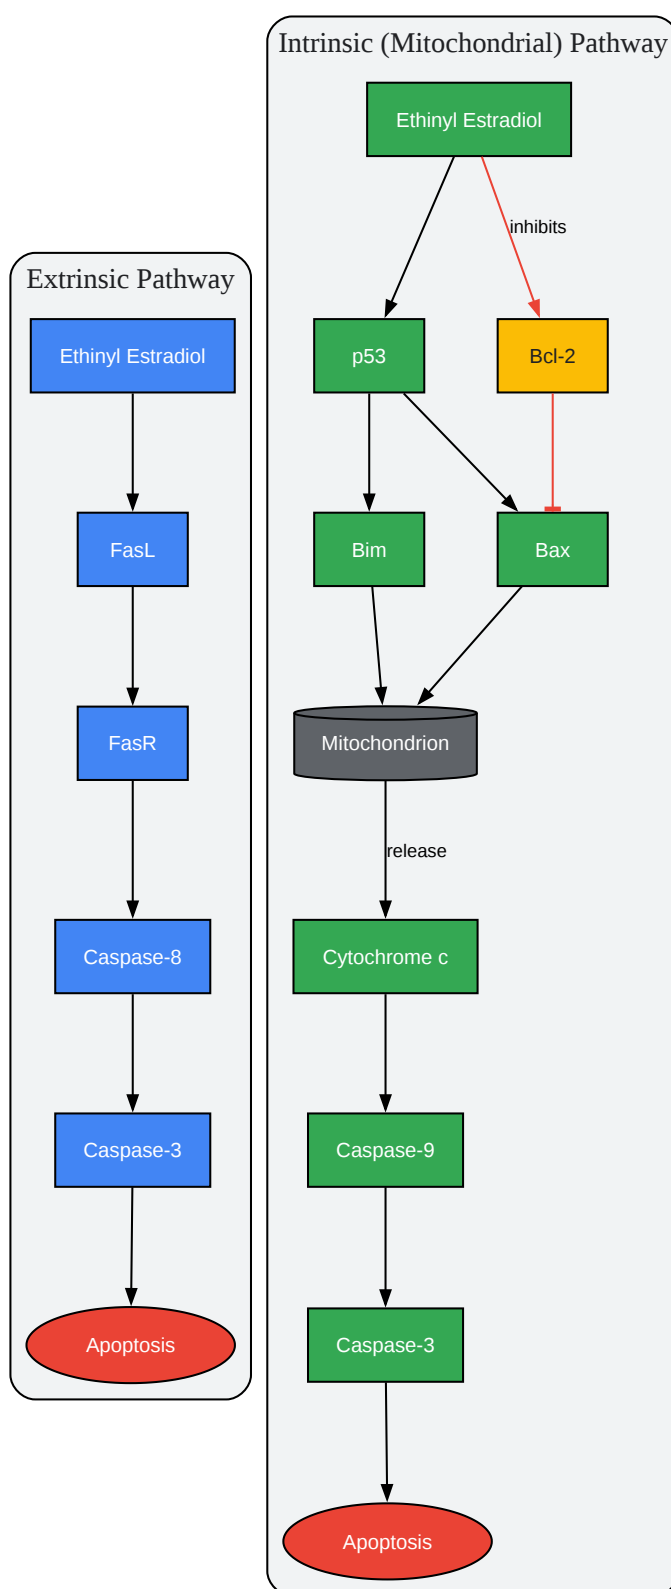 Extrinsic Pathway
Ethinyl Estradiol
FasL
FasR
Caspase-8
Caspase-3
Apoptosis
Intrinsic (Mitochondrial) Pathway
Ethinyl Estradiol
inhibits
p53
Bcl-2
Bim
Bax
Mitochondrion
release
Cytochrome c
Caspase-9
Caspase-3
Apoptosis